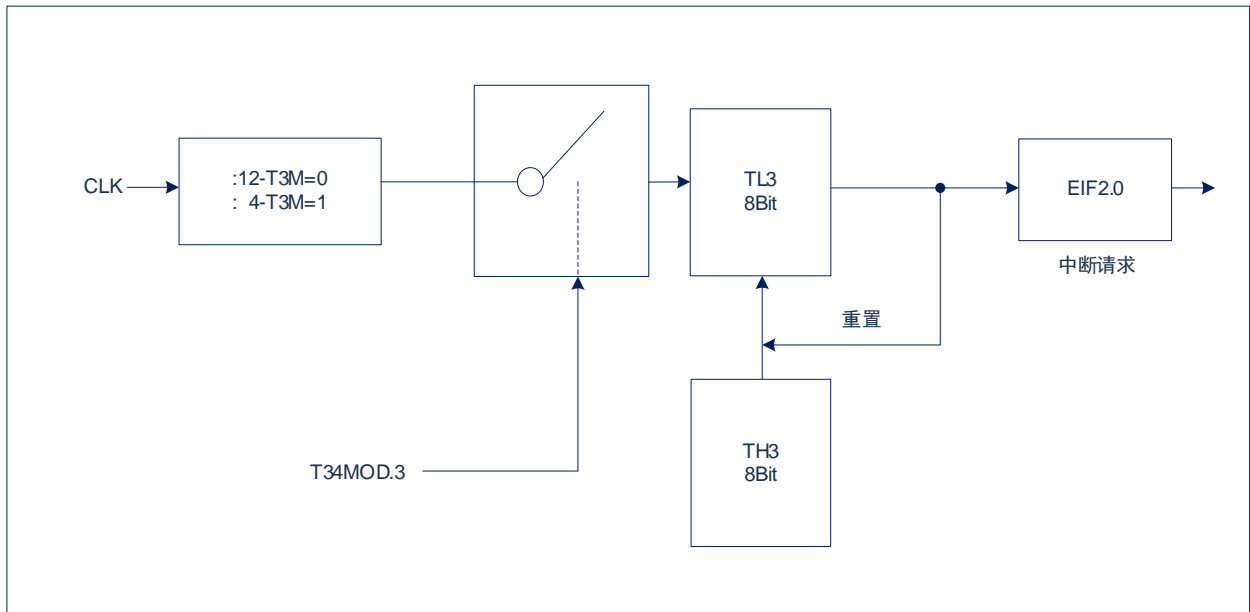 CLK
:12-T3M=0
: 4-T3M=1
TL3
8Bit
EIF2.0
中断请求
重置
TH3
8Bit
T34MOD.3